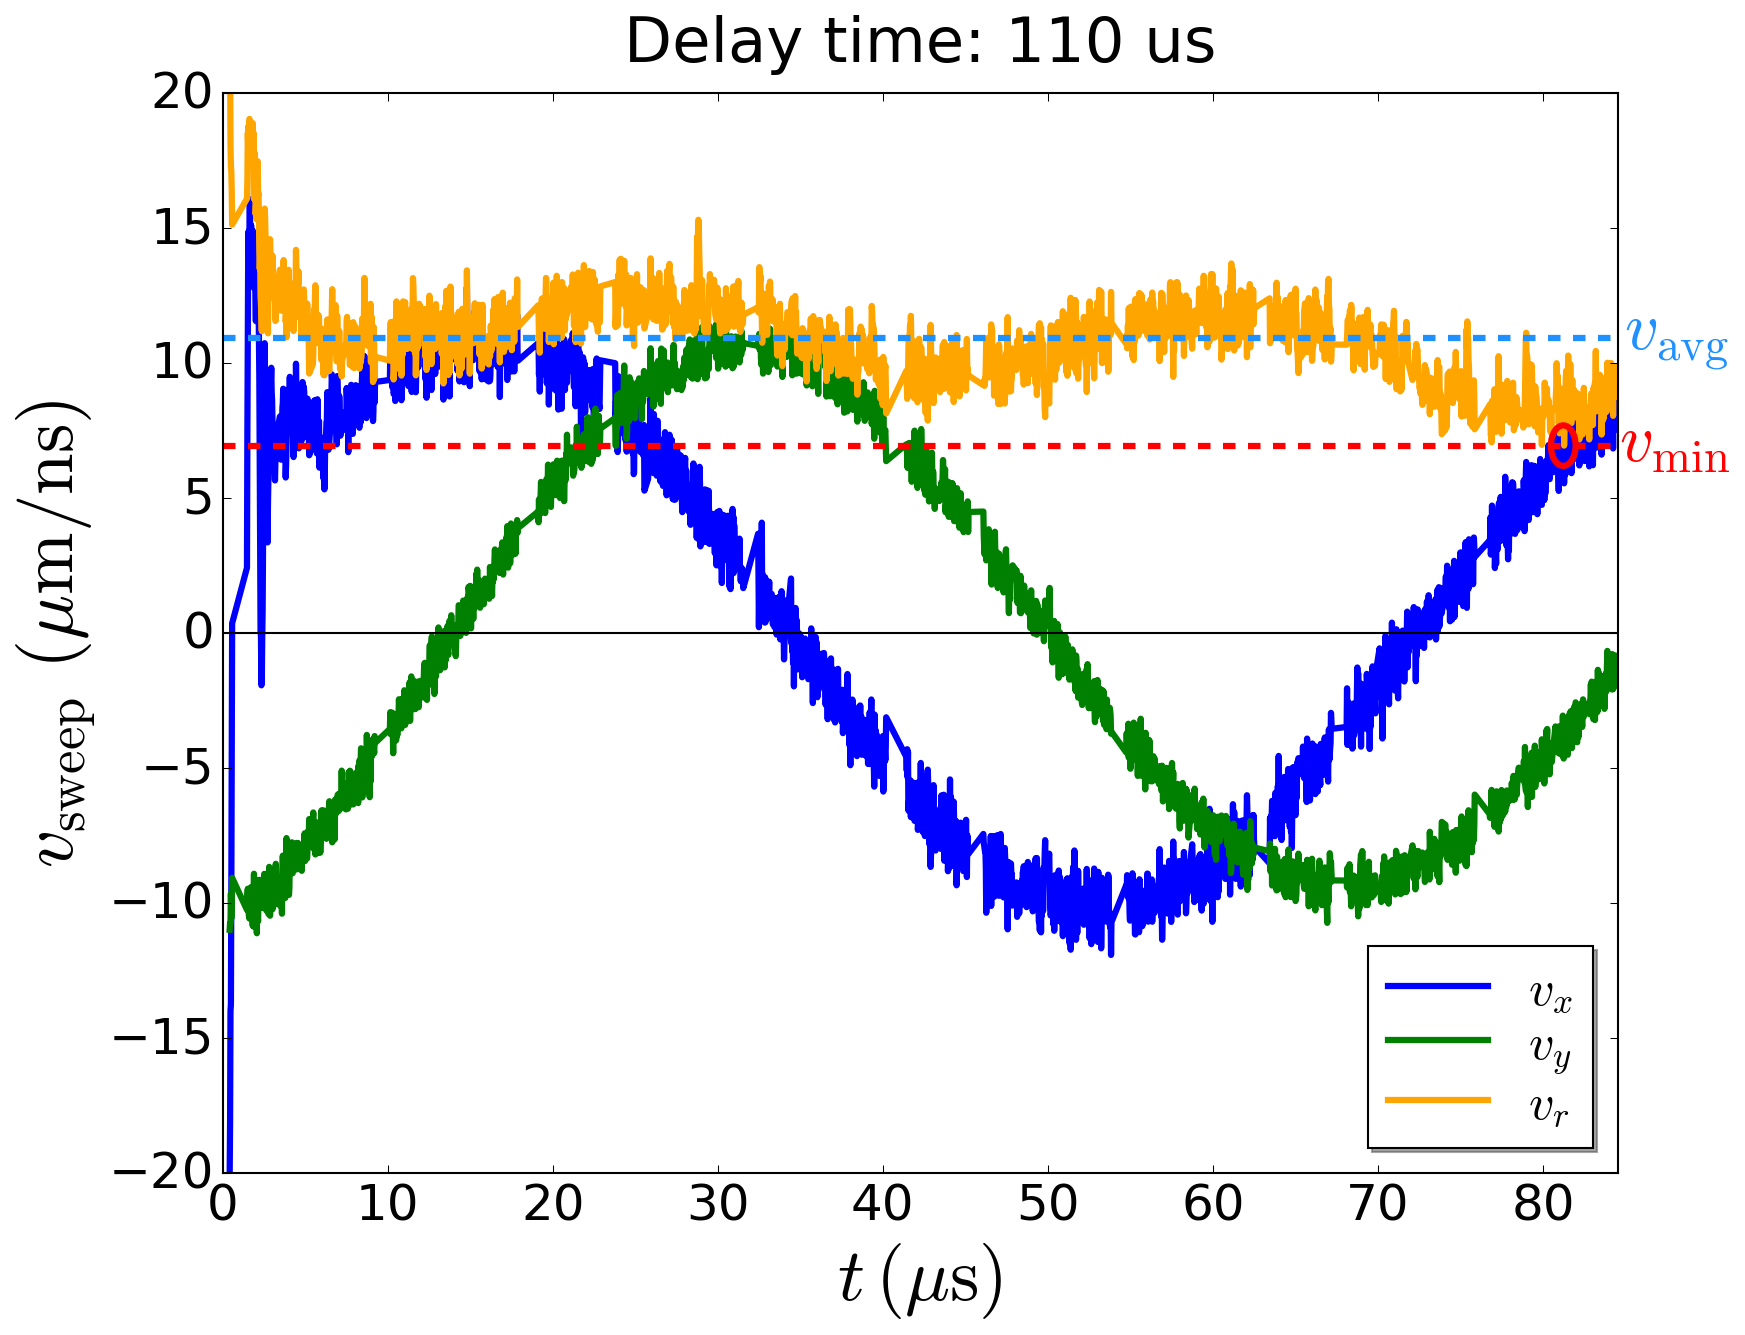 Delay time: 110 us
v_sweep (μm/ns)
20
15
10
5
0
−5
−10
−15
−20
v_avg
v_min
v_x
v_y
v_r
0 10 20 30 40 50 60 70 80
t (μs)